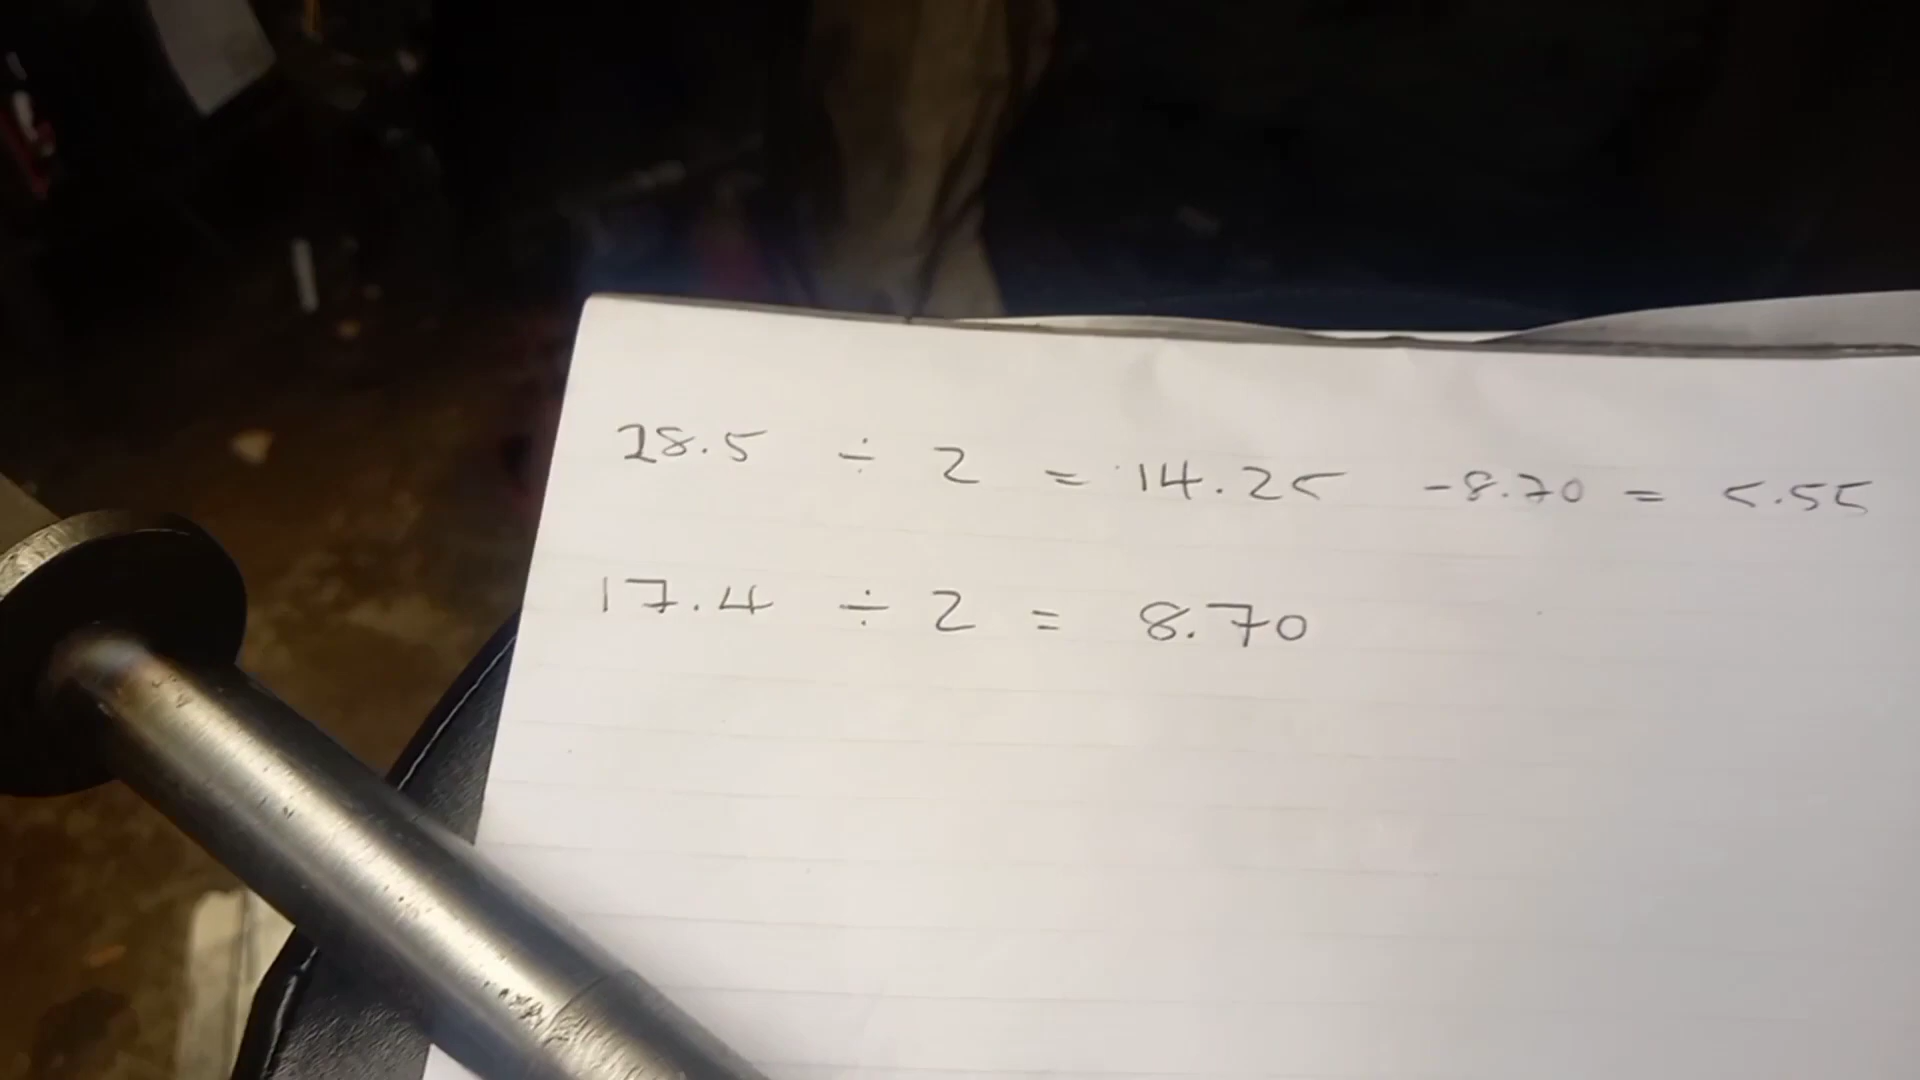 28.5 ÷ 2 = 14.25 -8.70 = 5.55
17.4 ÷ 2 = 8.70